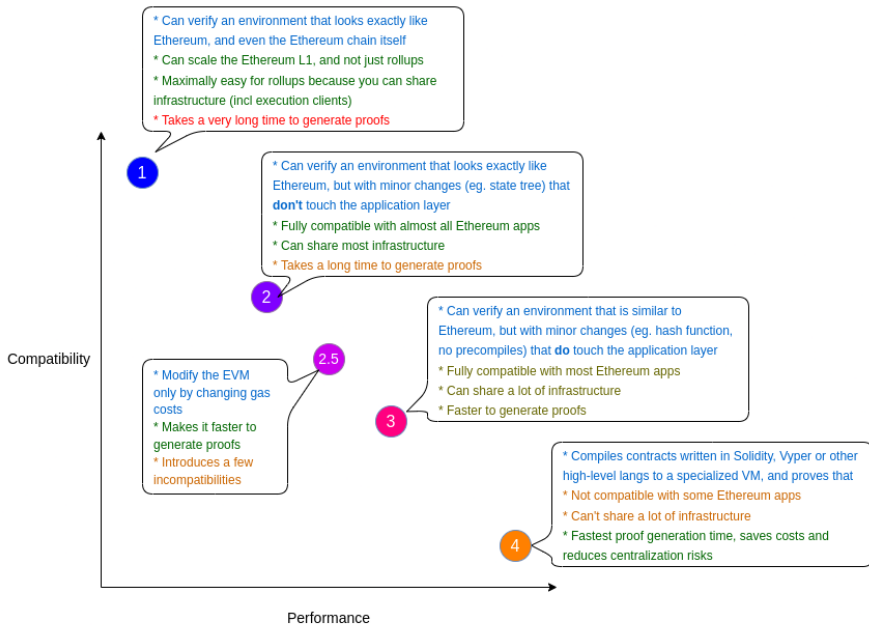 * Can verify an environment that looks exactly like
Ethereum, and even the Ethereum chain itself
* Can scale the Ethereum L1, and not just rollups
* Maximally easy for rollups because you can share
infrastructure (incl execution clients)
* Takes a very long time to generate proofs
1
* Can verify an environment that looks exactly like
Ethereum, but with minor changes (eg. state tree) that
don't touch the application layer
* Fully compatible with almost all Ethereum apps
* Can share most infrastructure
* Takes a long time to generate proofs
2
Compatibility
2.5
* Modify the EVM
only by changing gas
costs
* Makes it faster to
generate proofs
* Introduces a few
incompatibilities
* Can verify an environment that is similar to
Ethereum, but with minor changes (eg. hash function,
no precompiles) that do touch the application layer
* Fully compatible with most Ethereum apps
* Can share a lot of infrastructure
* Faster to generate proofs
3
* Compiles contracts written in Solidity, Vyper or other
high-level langs to a specialized VM, and proves that
* Not compatible with some Ethereum apps
* Can't share a lot of infrastructure
* Fastest proof generation time, saves costs and
reduces centralization risks
4
Performance